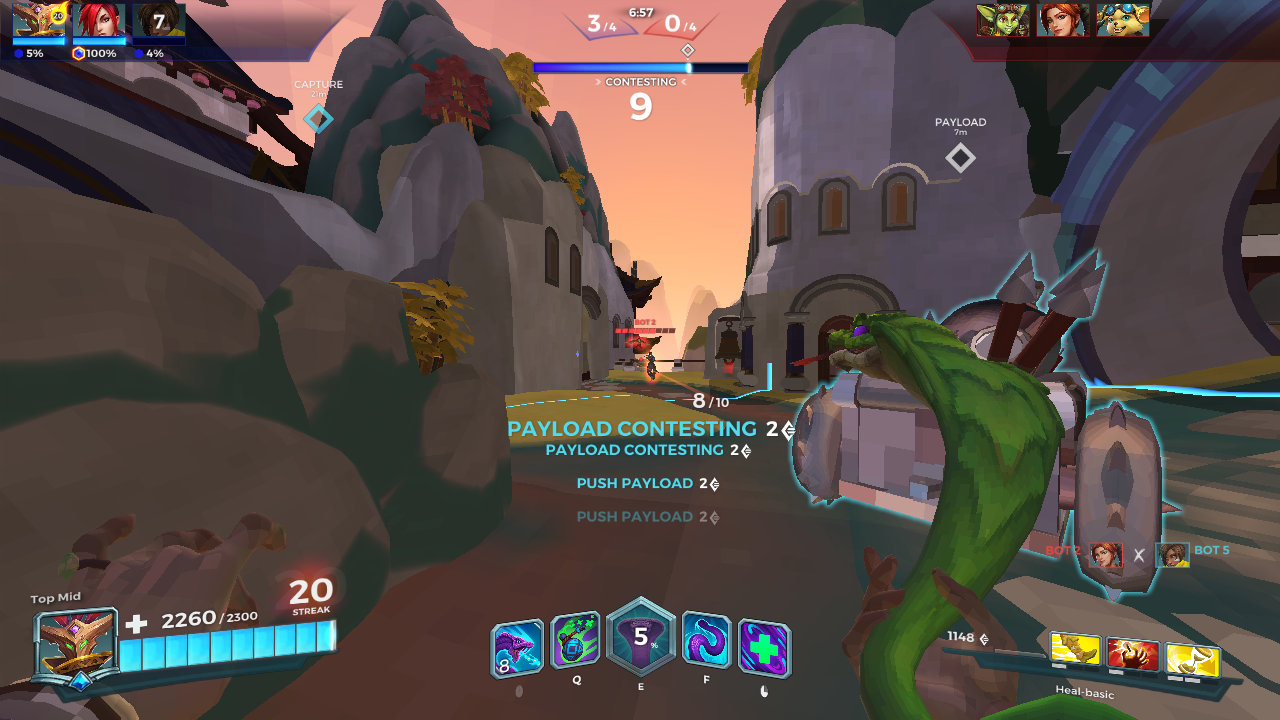 20
7
5%
100%
4%
6:57
3/4
0/4
CONTESTING
9
CAPTURE
PAYLOAD
7m
BOT 2
8/10
PAYLOAD CONTESTING 2
PAYLOAD CONTESTING 2
PUSH PAYLOAD 2
PUSH PAYLOAD 2
BOT 2
X
BOT 5
Top Mid
2260/2300
20
STREAK
8
5%
Q
E
F
1148
Heal-basic